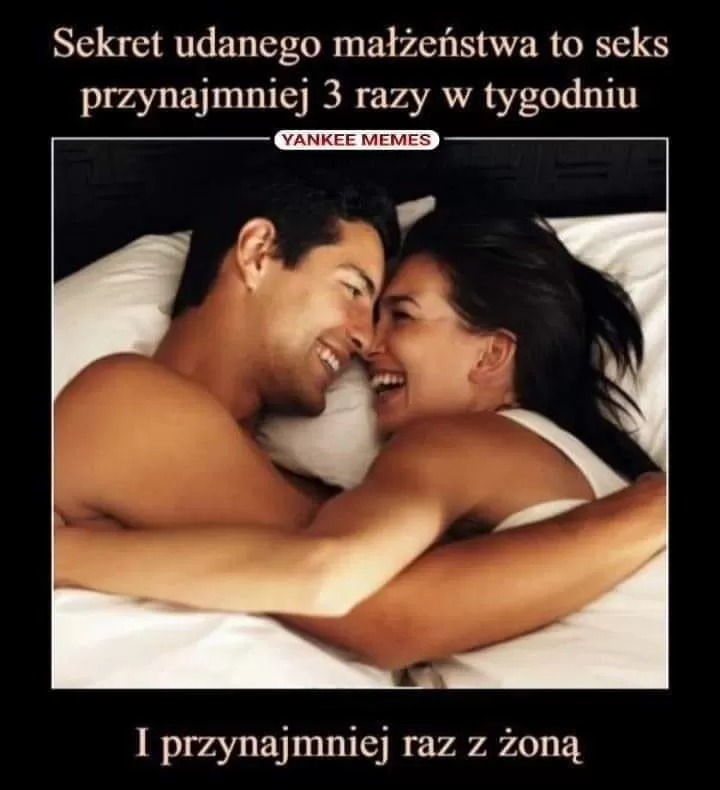 Sekret udanego małżeństwa to seks
przynajmniej 3 razy w tygodniu
YANKEE MEMES
I przynajmniej raz z żoną